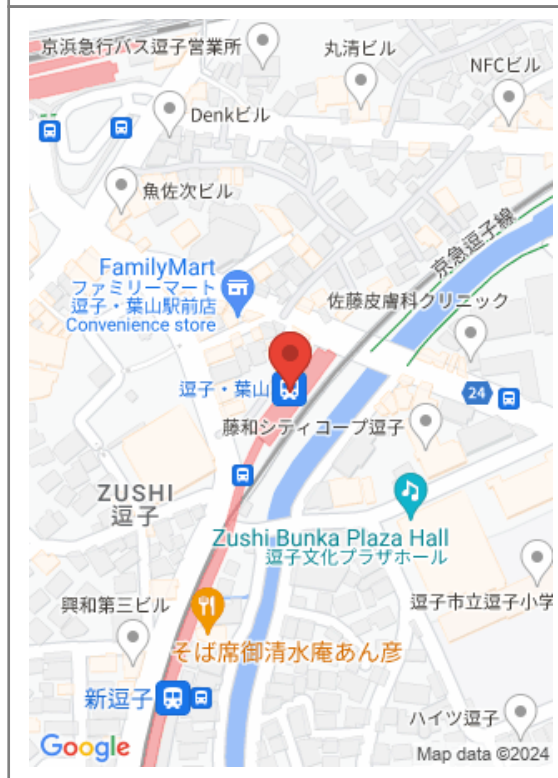 京浜急行バス逗子営業所
丸清ビル
NFCビル
Denkビル
魚佐次ビル
京急逗子線
FamilyMart
ファミリーマート
逗子・葉山駅前店
Convenience store
佐藤皮膚科クリニック
逗子・葉山
24
藤和シティコープ逗子
ZUSHI
逗子
Zushi Bunka Plaza Hall
逗子文化プラザホール
興和第三ビル
逗子市立逗子小学
そば席御清水庵あん彦
新逗子
ハイツ逗子
Google
Map data ©2024